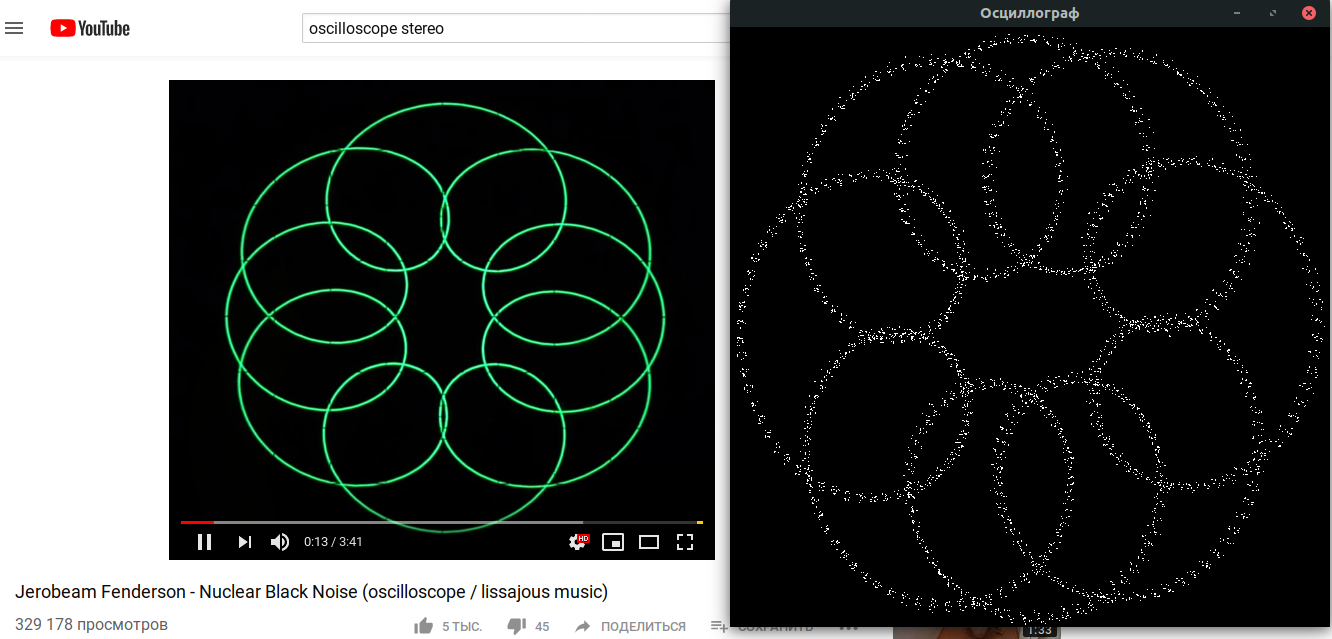 YouTube
oscilloscope stereo
Осциллограф
HD
0:13 / 3:41
Jerobeam Fenderson - Nuclear Black Noise (oscilloscope / lissajous music)
329 178 просмотров
5 ТЫС.
45
ПОДЕЛИТЬСЯ
СОХРАНИТЬ
1:33